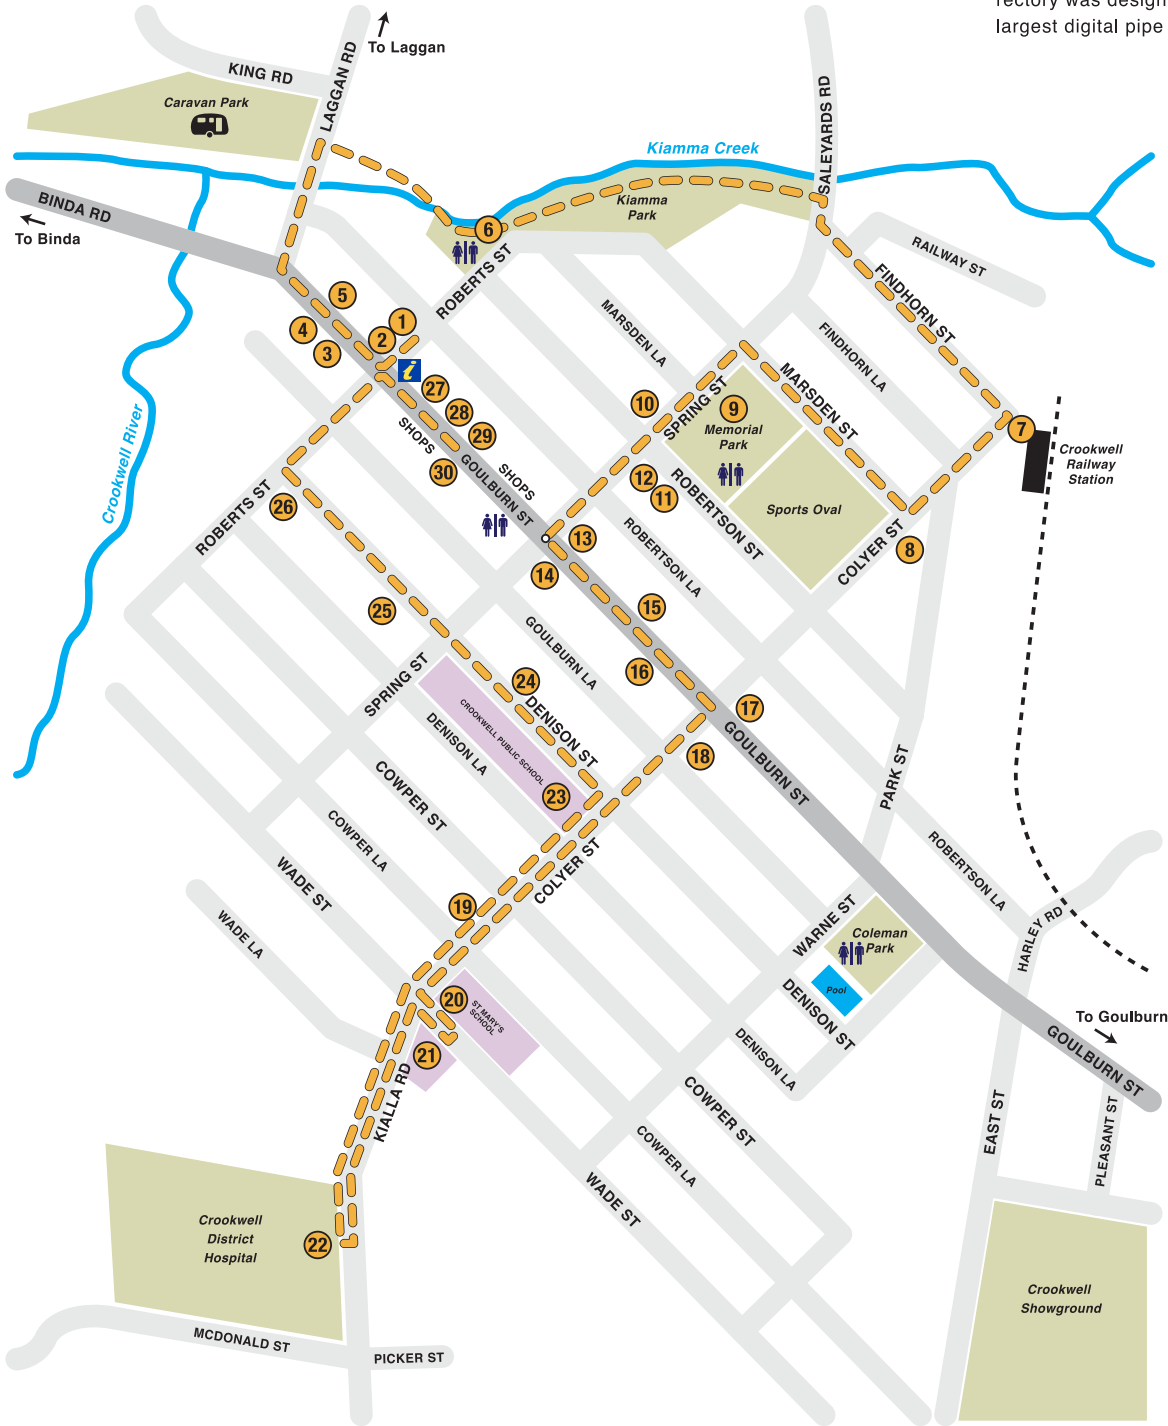 rectory was design
largest digital pipe
To Laggan
KING RD
LAGGAN RD
Caravan Park
SALEYARDS RD
Kiamma Creek
Kiamma
Park
BINDA RD
To Binda
6
ROBERTS ST
RAILWAY ST
FINDHORN ST
5
4
3
2
1
i
MARSDEN LA
FINDHORN LA
MARSDEN ST
27
28
29
30
SHOPS
SHOPS
GOULBURN ST
10
SPRING ST
9
Memorial
Park
7
Crookwell
Railway
Station
12
11
ROBERTSON ST
Sports Oval
Crookwell River
ROBERTS ST
26
13
14
ROBERTSON LA
COLYER ST
8
25
15
GOULBURN LA
16
SPRING ST
24
DENISON ST
CROOKWELL PUBLIC SCHOOL
DENISON LA
23
17
18
GOULBURN ST
PARK ST
COWPER ST
COWPER LA
WADE ST
COLYER ST
ROBERTSON LA
WADE LA
19
WARNE ST
Coleman
Park
HARLEY RD
Pool
DENISON ST
20
ST MARY'S
SCHOOL
21
KIALLA RD
DENISON LA
To Goulburn
GOULBURN ST
COWPER ST
COWPER LA
EAST ST
PLEASANT ST
WADE ST
Crookwell
District
Hospital
22
Crookwell
Showground
MCDONALD ST
PICKER ST